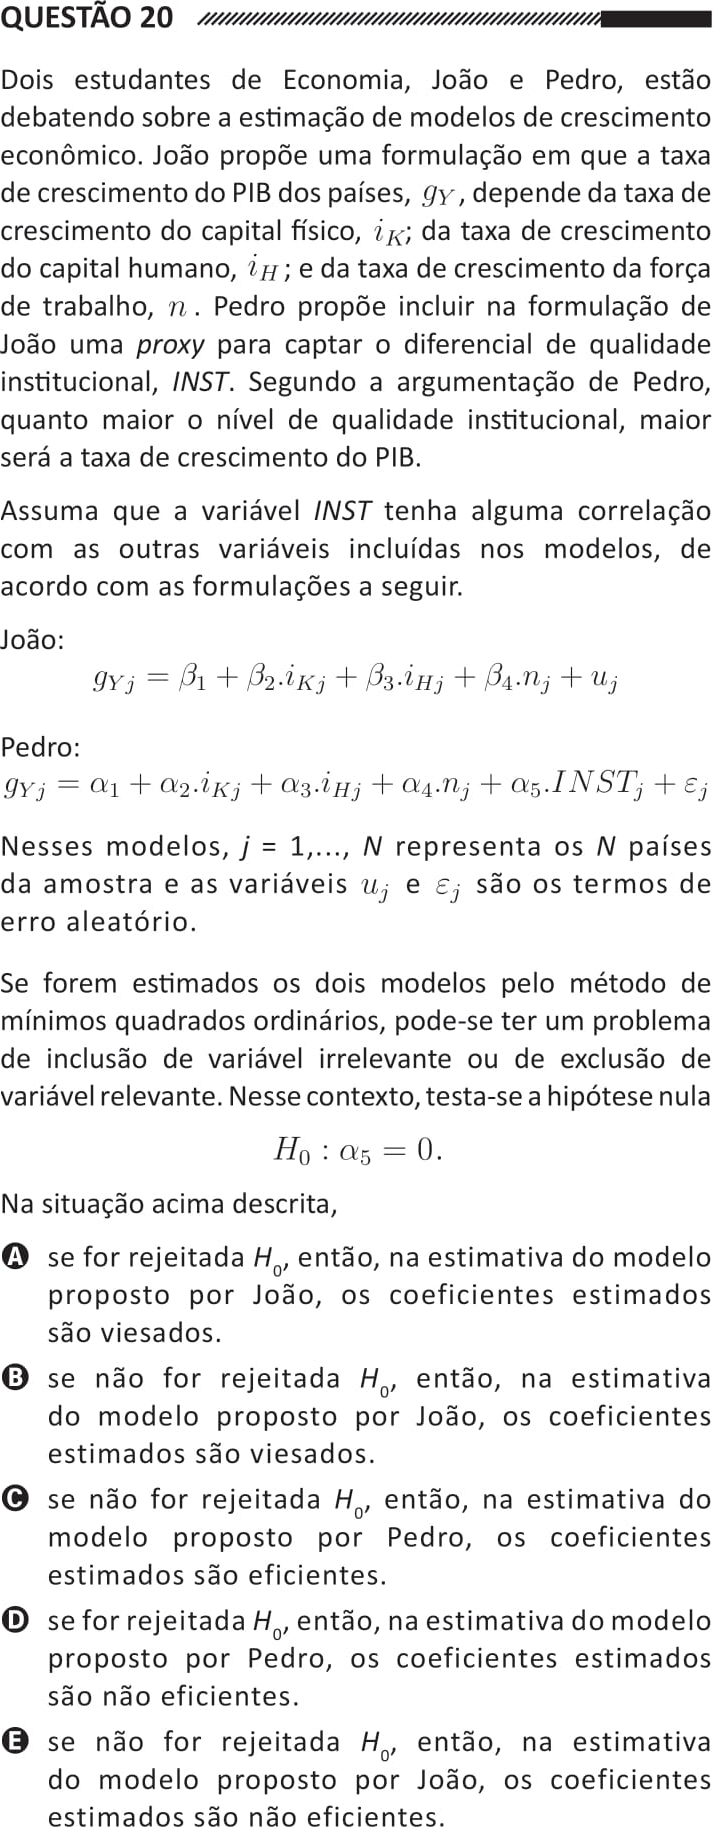 QUESTÃO 20
Dois estudantes de Economia, João e Pedro, estão
debatendo sobre a estimação de modelos de crescimento
econômico. João propõe uma formulação em que a taxa
de crescimento do PIB dos países, g_Y, depende da taxa de
crescimento do capital físico, i_K; da taxa de crescimento
do capital humano, i_H; e da taxa de crescimento da força
de trabalho, n. Pedro propõe incluir na formulação de
João uma proxy para captar o diferencial de qualidade
institucional, INST. Segundo a argumentação de Pedro,
quanto maior o nível de qualidade institucional, maior
será a taxa de crescimento do PIB.
Assuma que a variável INST tenha alguma correlação
com as outras variáveis incluídas nos modelos, de
acordo com as formulações a seguir.
João:
g_{Yj} = β_1 + β_2.i_{Kj} + β_3.i_{Hj} + β_4.n_j + u_j
Pedro:
g_{Yj} = α_1 + α_2.i_{Kj} + α_3.i_{Hj} + α_4.n_j + α_5.INST_j + ε_j
Nesses modelos, j = 1,..., N representa os N países
da amostra e as variáveis u_j e ε_j são os termos de
erro aleatório.
Se forem estimados os dois modelos pelo método de
mínimos quadrados ordinários, pode-se ter um problema
de inclusão de variável irrelevante ou de exclusão de
variável relevante. Nesse contexto, testa-se a hipótese nula
H_0 : α_5 = 0.
Na situação acima descrita,
A se for rejeitada H_0, então, na estimativa do modelo
proposto por João, os coeficientes estimados
são viesados.
B se não for rejeitada H_0, então, na estimativa
do modelo proposto por João, os coeficientes
estimados são viesados.
C se não for rejeitada H_0, então, na estimativa do
modelo proposto por Pedro, os coeficientes
estimados são eficientes.
D se for rejeitada H_0, então, na estimativa do modelo
proposto por Pedro, os coeficientes estimados
são não eficientes.
E se não for rejeitada H_0, então, na estimativa
do modelo proposto por João, os coeficientes
estimados são não eficientes.